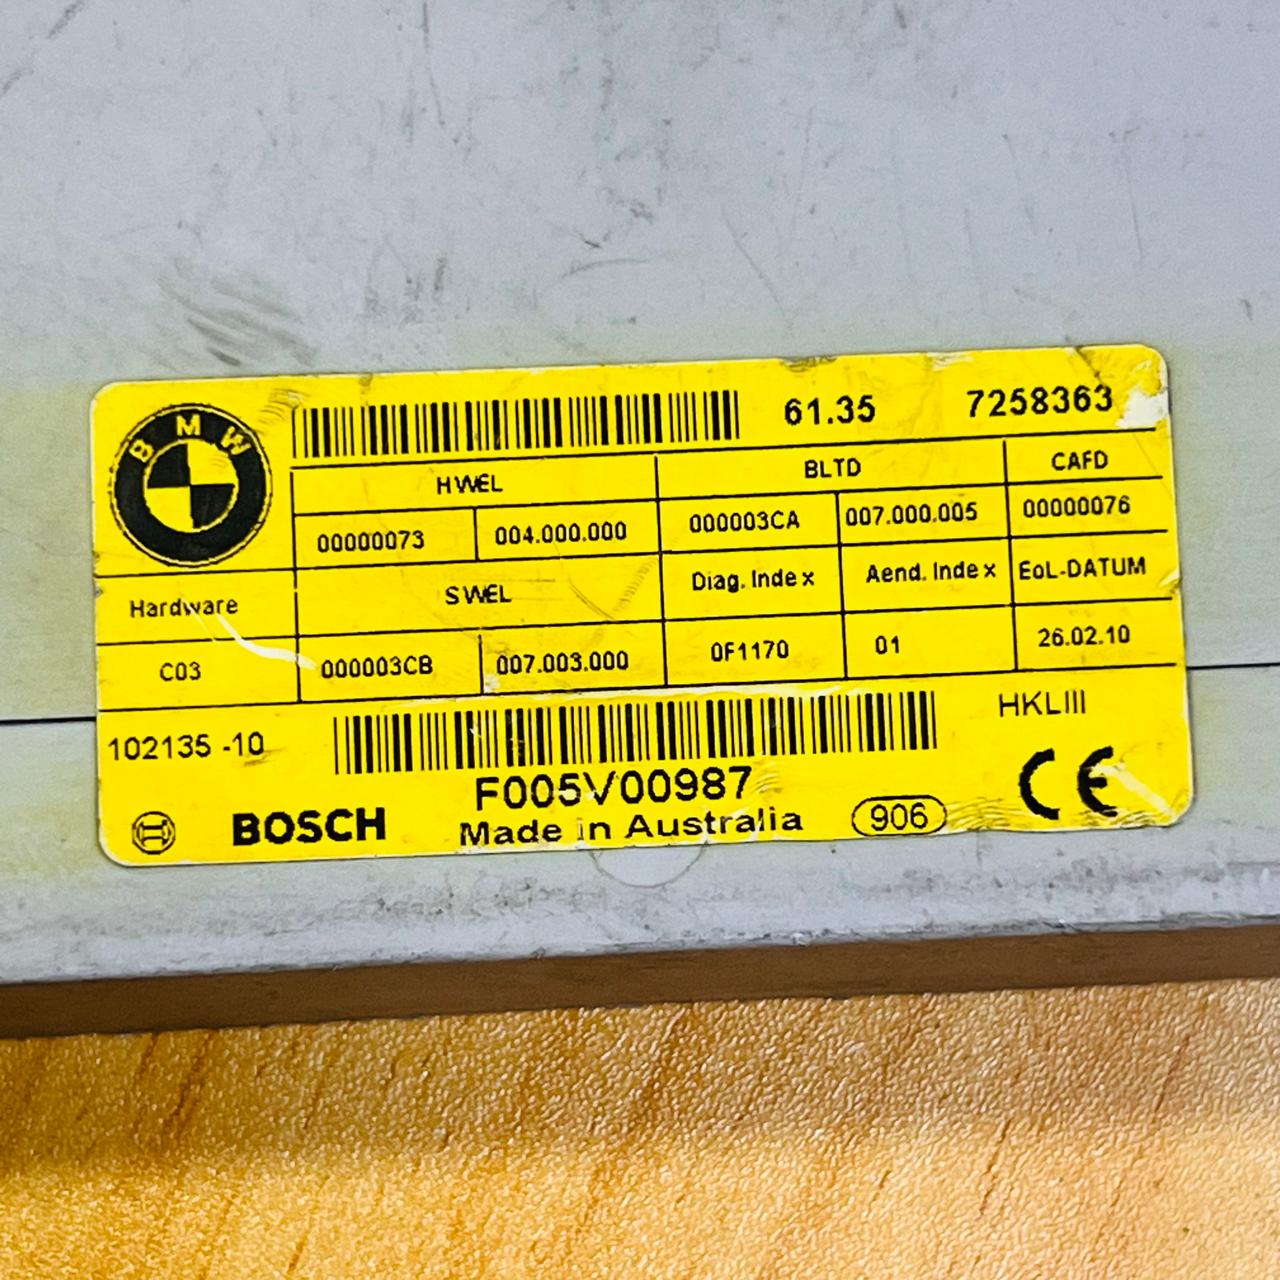 BMW
61.35 7258363
HWEL BLTD CAFD
00000073 004.000.000 000003CA 007.000.005 00000076
Hardware SWEL Diag. Index Aend. Index EoL-DATUM
C03 000003CB 007.003.000 0F1170 01 26.02.10
102135 -10 HKLIII
F005V00987
BOSCH Made in Australia 906 CE